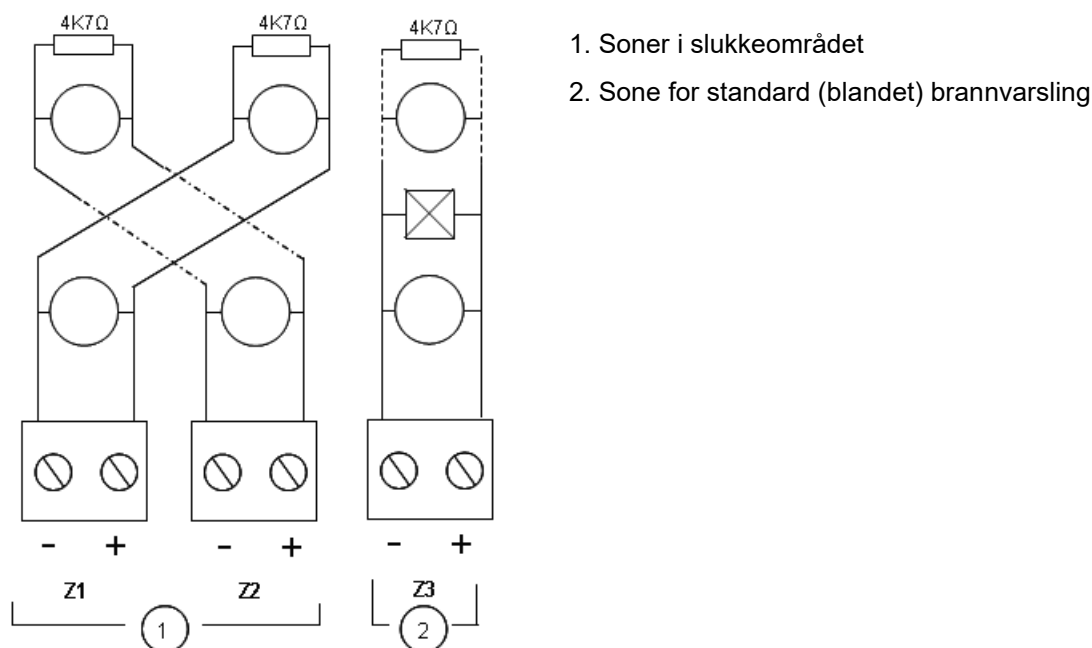 4K7Ω 4K7Ω 4K7Ω
1. Soner i slukkeområdet
2. Sone for standard (blandet) brannvarsling
- + - + - +
Z1 Z2 Z3
1 2